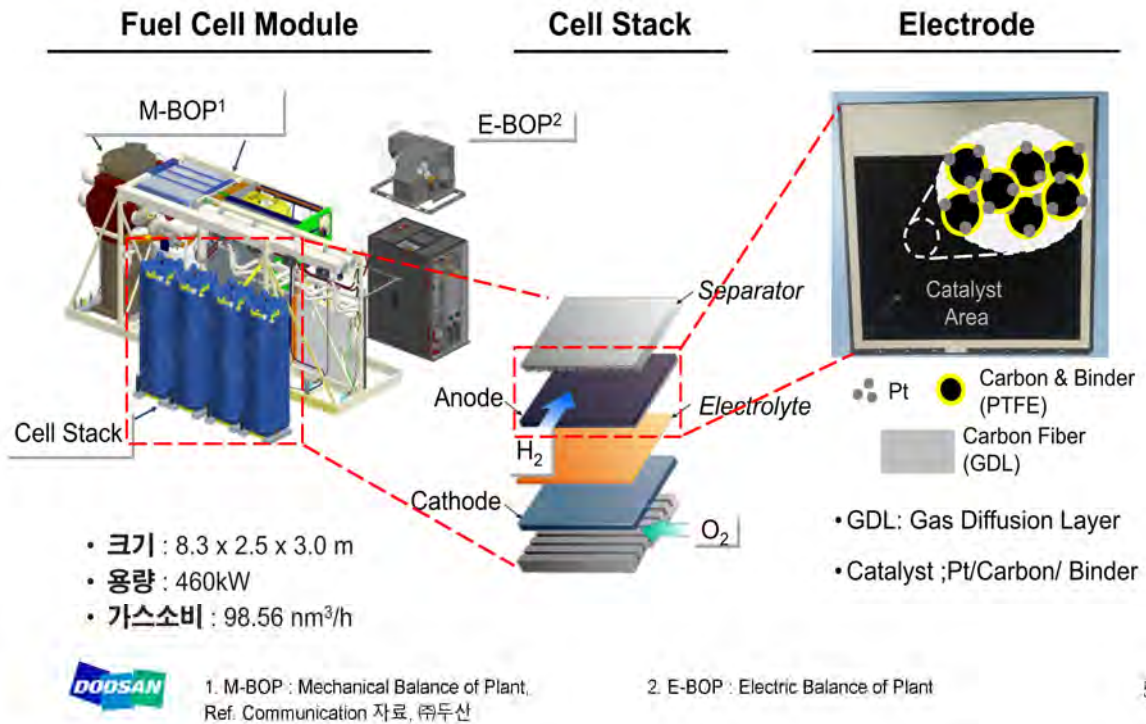 Fuel Cell Module
Cell Stack
Electrode
M-BOP¹
E-BOP²
Cell Stack
Separator
Anode
Electrolyte
H₂
Cathode
O₂
Catalyst
Area
Pt
Carbon & Binder
(PTFE)
Carbon Fiber
(GDL)
• 크기 : 8.3 x 2.5 x 3.0 m
• 용량 : 460kW
• 가스소비 : 98.56 nm³/h
• GDL: Gas Diffusion Layer
• Catalyst ;Pt/Carbon/ Binder
DOOSAN
1. M-BOP : Mechanical Balance of Plant,
Ref. Communication 자료, ㈜두산
2. E-BOP : Electric Balance of Plant